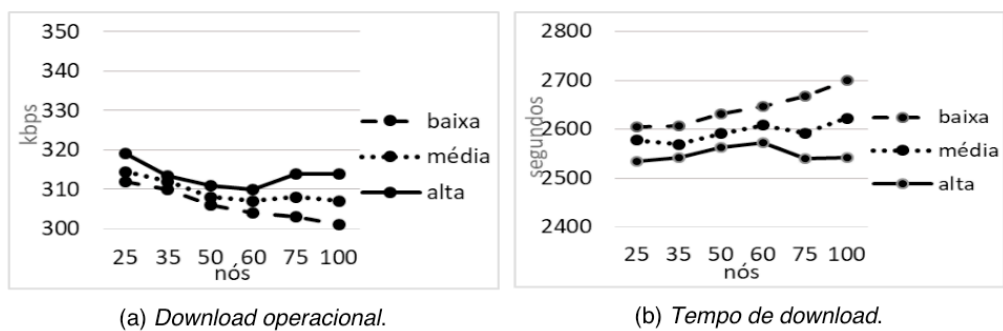 350
340
330
320
310
300
kbps
25 35 50 60 75 100
nós
baixa
média
alta
(a) Download operacional.
2800
2700
2600
2500
2400
segundos
25 35 50 60 75 100
nós
baixa
média
alta
(b) Tempo de download.